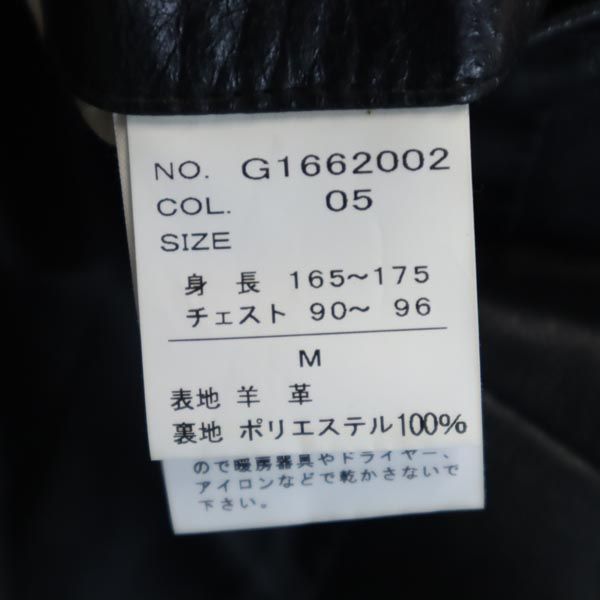 NO. G1662002
COL. 05
SIZE
身長 165～175
チェスト 90～ 96
M
表地 羊革
裏地 ポリエステル100%
ので暖房器具やドライヤー、
アイロンなどで乾かさないで
下さい。